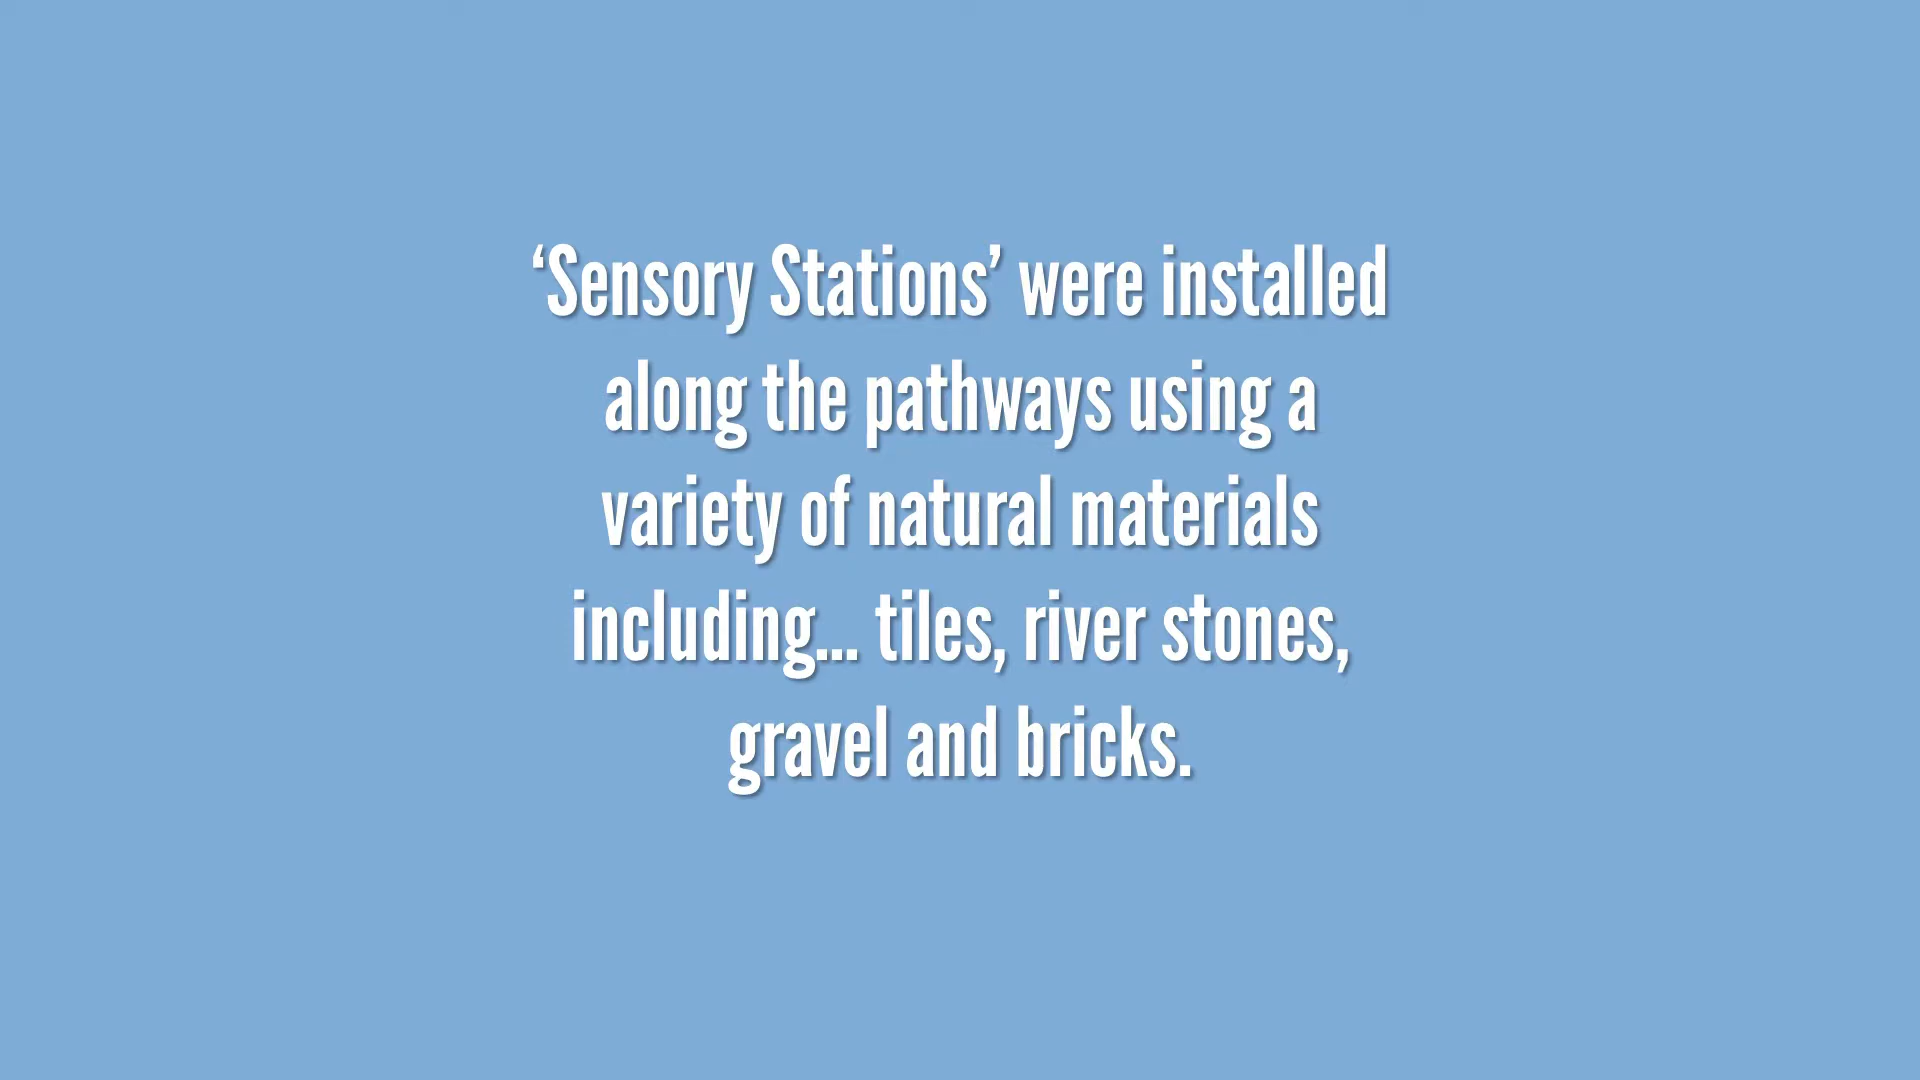 ‘Sensory Stations’ were installed
along the pathways using a
variety of natural materials
including... tiles, river stones,
gravel and bricks.